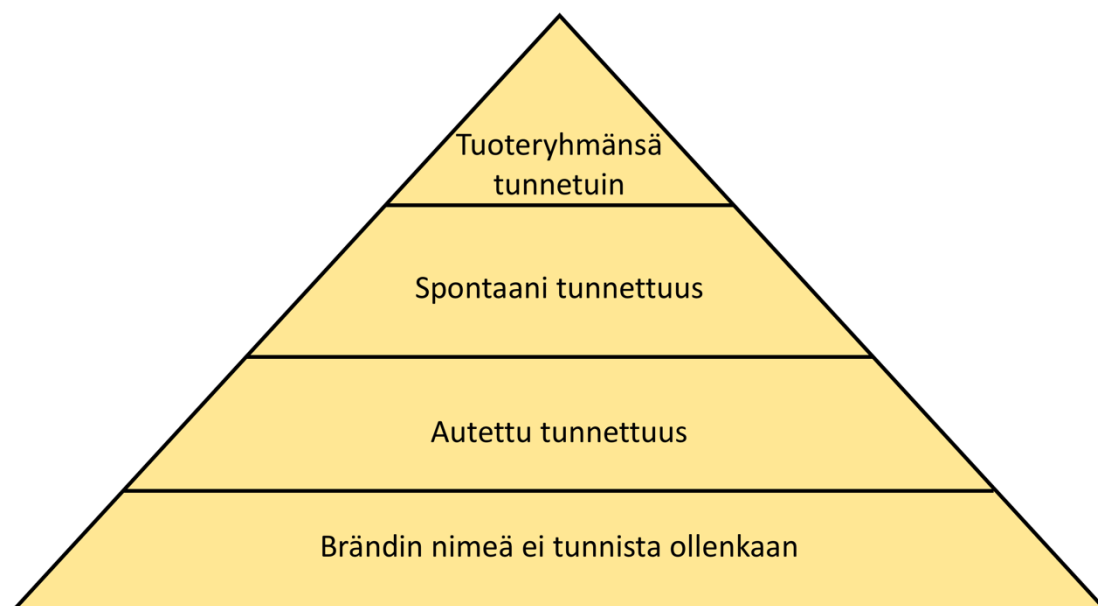 Tuoteryhmänsä
tunnetuin
Spontaani tunnettuus
Autettu tunnettuus
Brändin nimeä ei tunnista ollenkaan